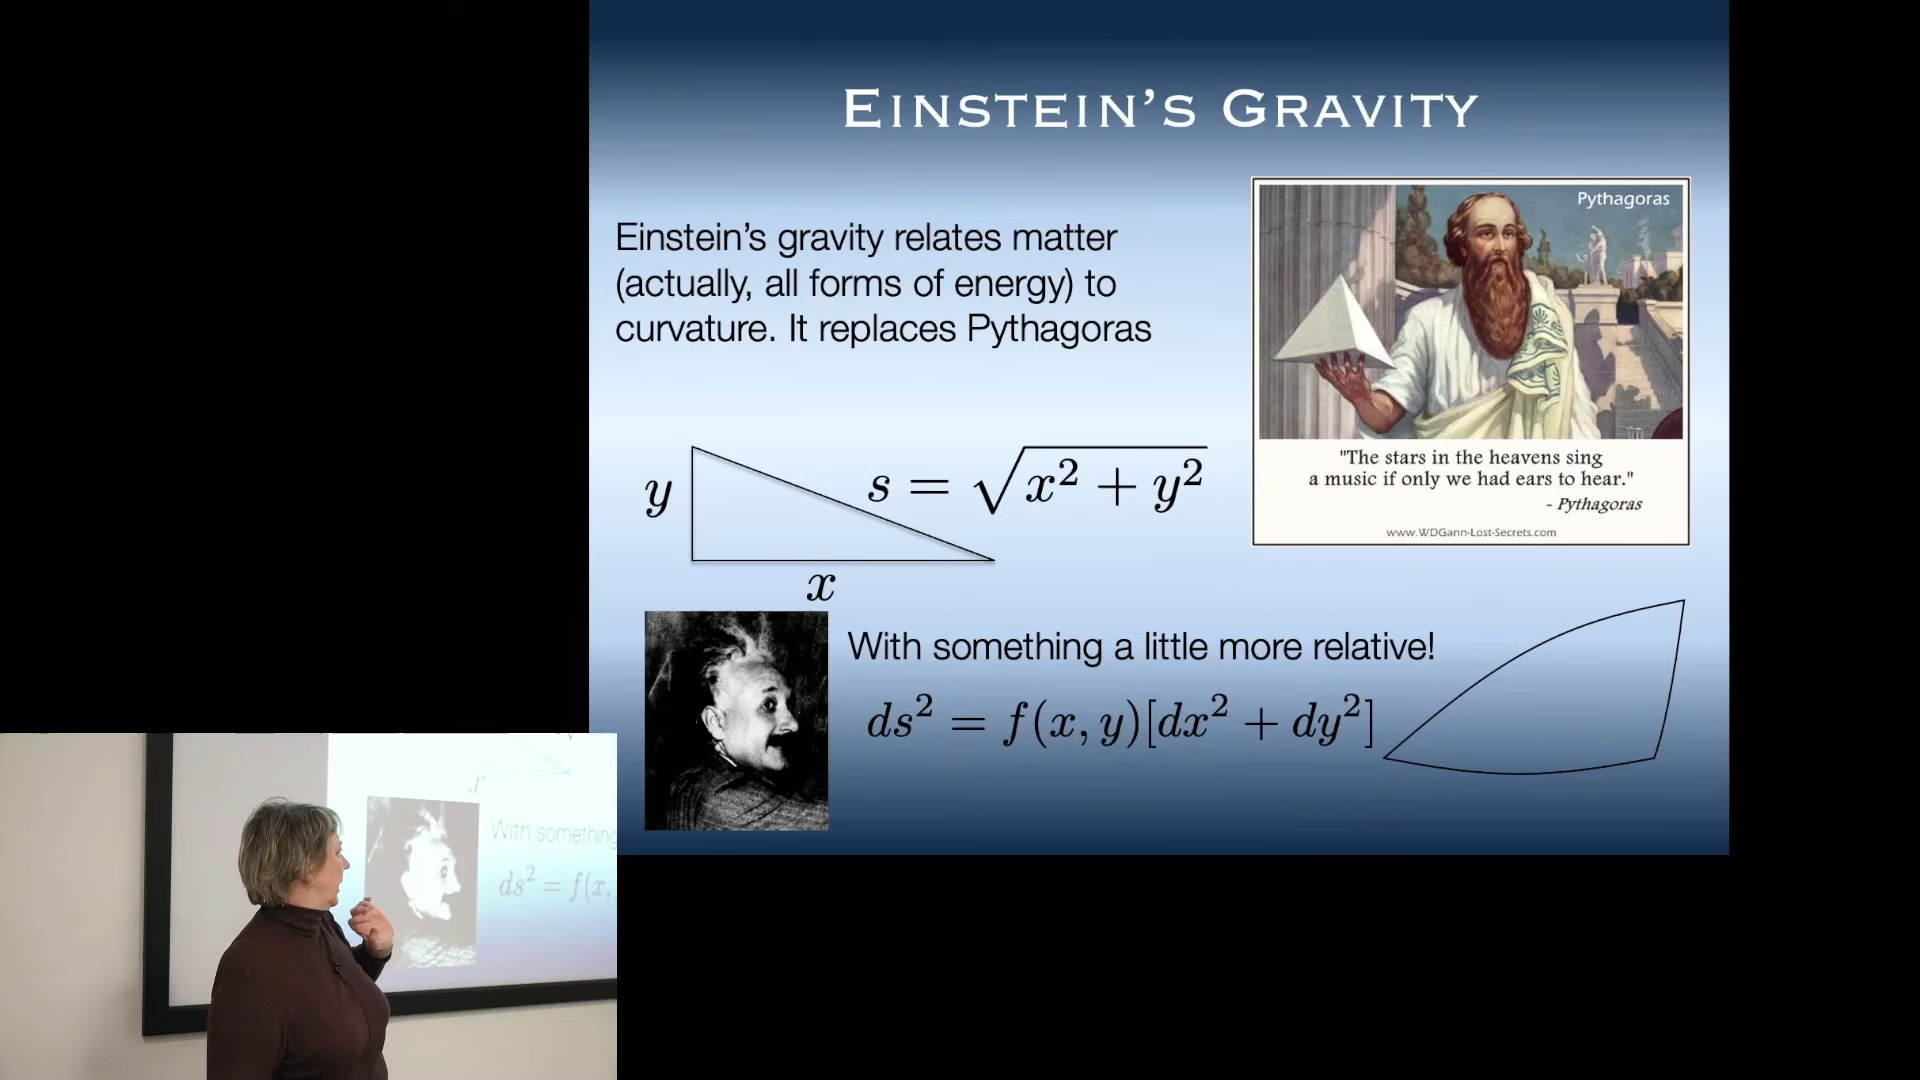 EINSTEIN'S GRAVITY
Einstein's gravity relates matter
(actually, all forms of energy) to
curvature. It replaces Pythagoras
Pythagoras
"The stars in the heavens sing
a music if only we had ears to hear."
- Pythagoras
www.WDGann-Lost-Secrets.com
y
s = √x² + y²
x
With something a little more relative!
ds² = f(x, y)[dx² + dy²]
x
With something
ds² = f(x,